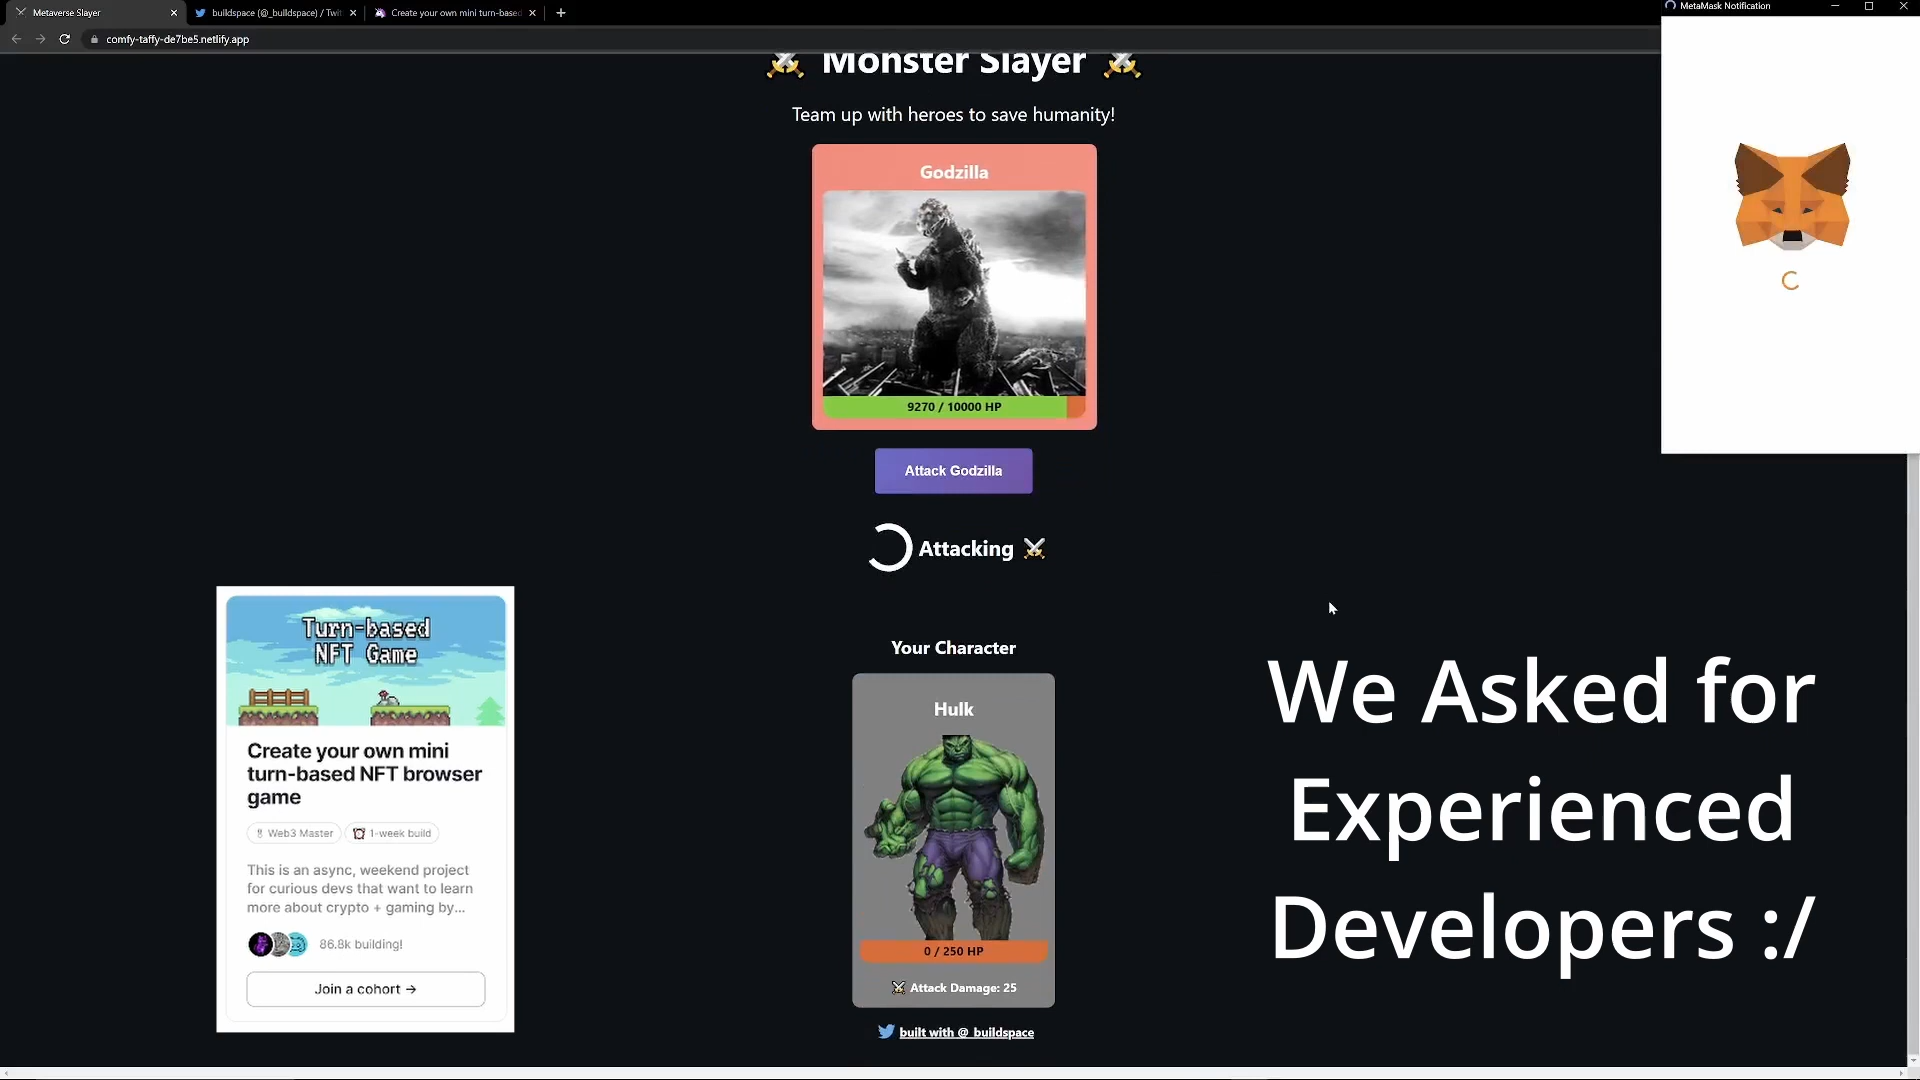 Metaverse Slayer
buildspace (@_buildspace) / Twit
Create your own mini turn-based
MetaMask Notification
comfy-taffy-de7be5.netlify.app
Monster Slayer
Team up with heroes to save humanity!
Godzilla
9270 / 10000 HP
Attack Godzilla
Attacking
Your Character
Hulk
0 / 250 HP
Attack Damage: 25
built with @_buildspace
Turn-based
NFT Game
Create your own mini
turn-based NFT browser
game
Web3 Master
1-week build
This is an async, weekend project
for curious devs that want to learn
more about crypto + gaming by...
86.8k building!
Join a cohort →
We Asked for
Experienced
Developers :/